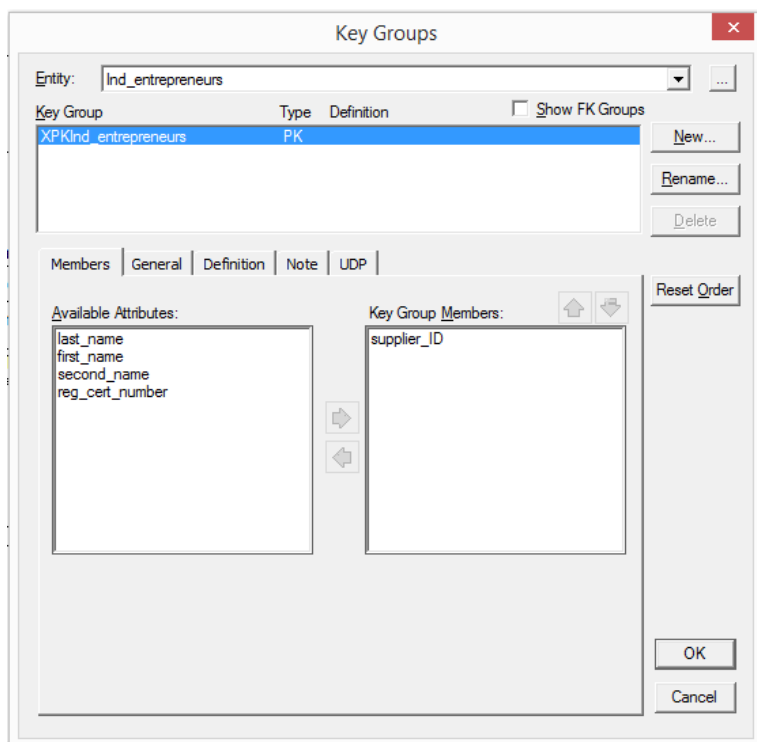 Key Groups
Entity: Ind_entrepreneurs ...
Key Group Type Definition Show FK Groups
XPKInd_entrepreneurs PK
New...
Rename...
Delete
Members General Definition Note UDP
Reset Order
Available Attributes: Key Group Members:
last_name supplier_ID
first_name
second_name
reg_cert_number
OK
Cancel